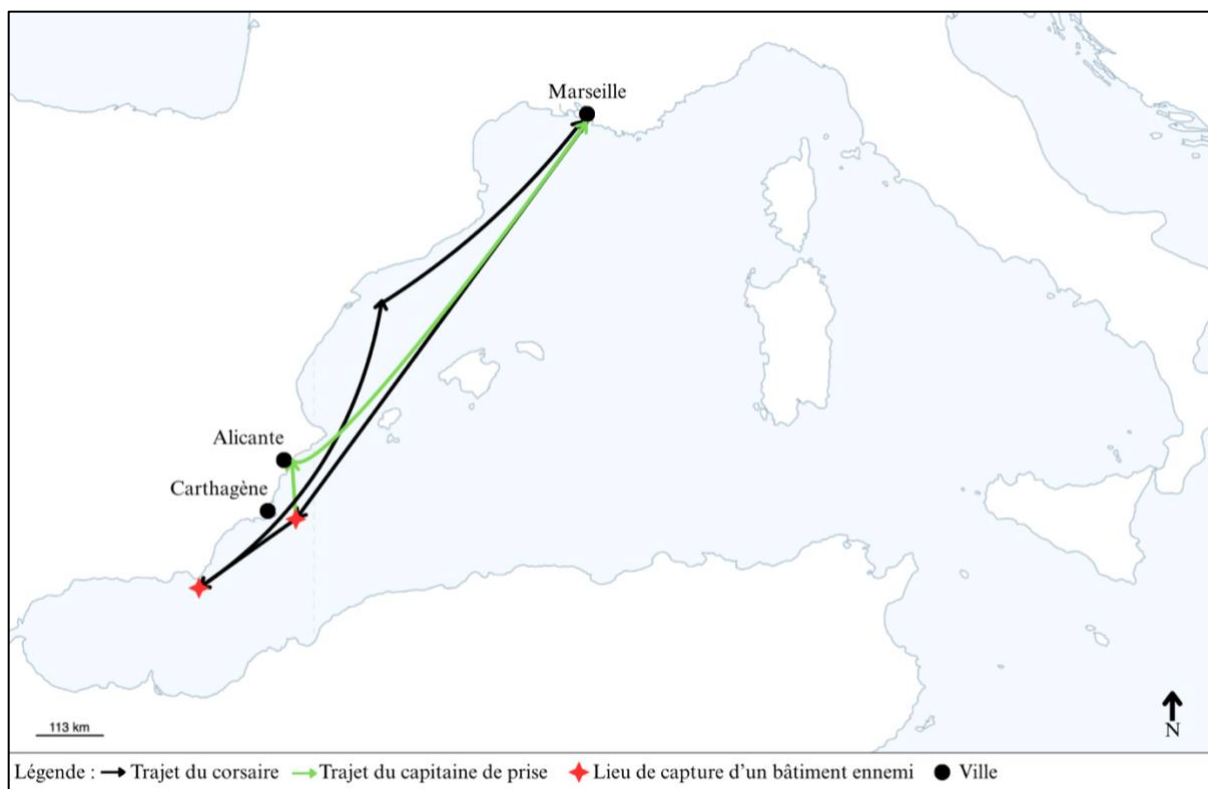 Marseille
Alicante
Carthagène
113 km
N
Légende : Trajet du corsaire Trajet du capitaine de prise Lieu de capture d’un bâtiment ennemi Ville